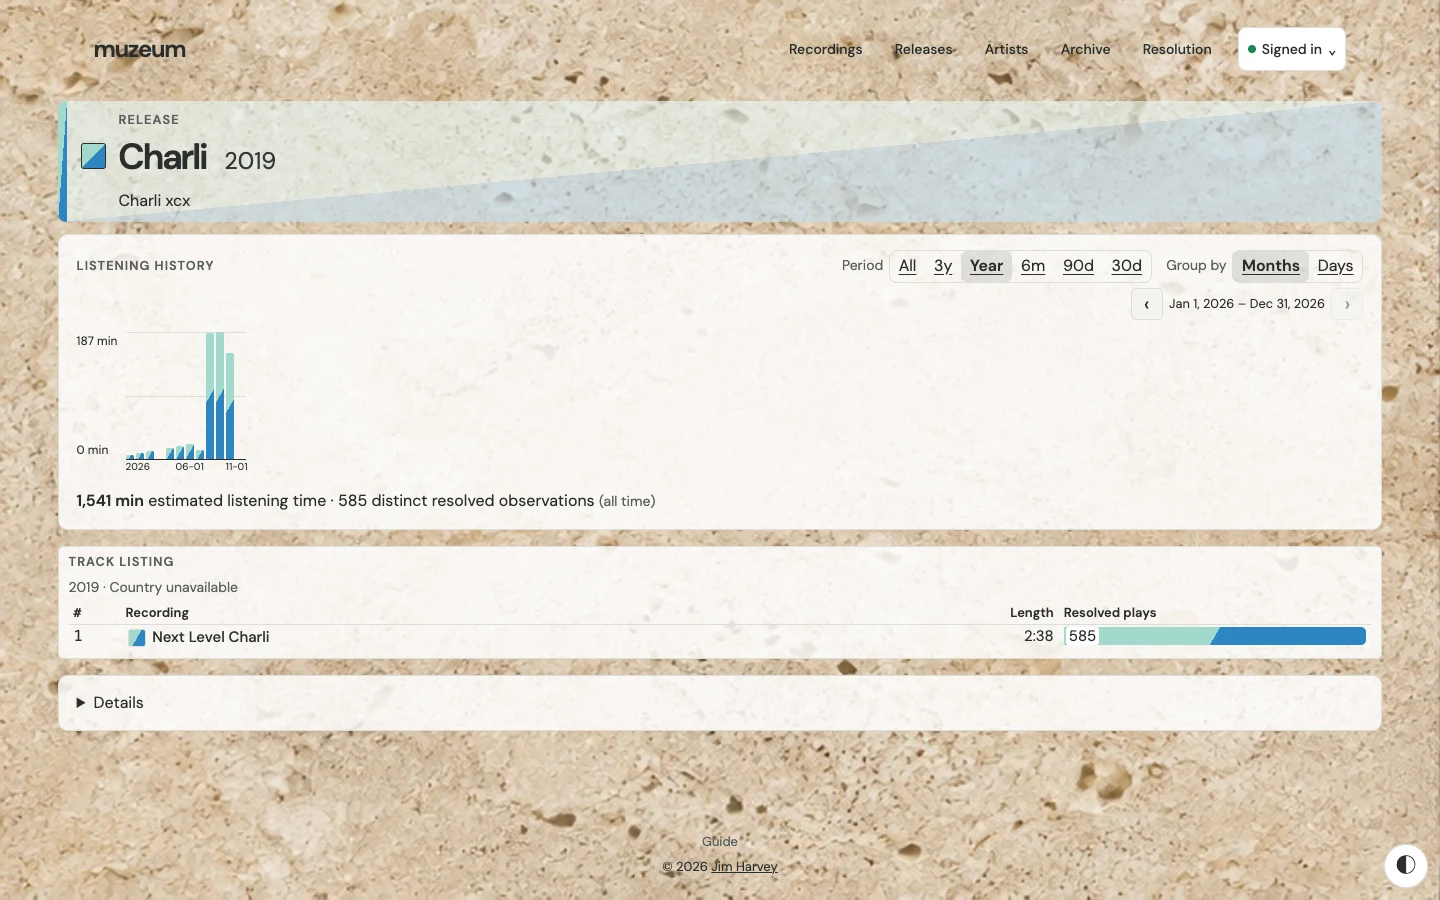 muzeum
Recordings Releases Artists Archive Resolution Signed in
RELEASE
Charli 2019
Charli xcx
LISTENING HISTORY
Period All 3y Year 6m 90d 30d Group by Months Days
‹ Jan 1, 2026 – Dec 31, 2026 ›
187 min
0 min
2026 06-01 11-01
1,541 min estimated listening time · 585 distinct resolved observations (all time)
TRACK LISTING
2019 · Country unavailable
# Recording Length Resolved plays
1 Next Level Charli 2:38 585
Details
Guide
© 2026 Jim Harvey